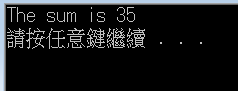 The sum is 35
請按任意鍵繼續 . . .